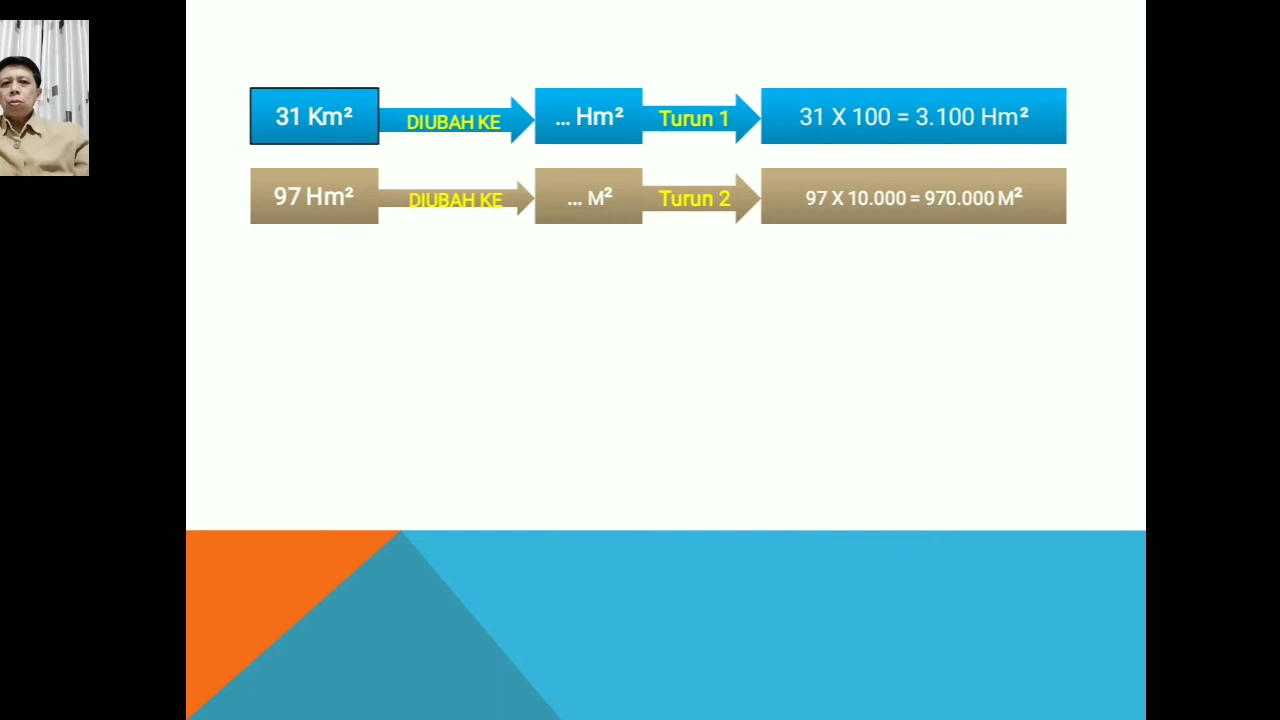 31 Km² DIUBAH KE ... Hm² Turun 1 31 X 100 = 3.100 Hm²
97 Hm² DIUBAH KE ... M² Turun 2 97 X 10.000 = 970.000 M²